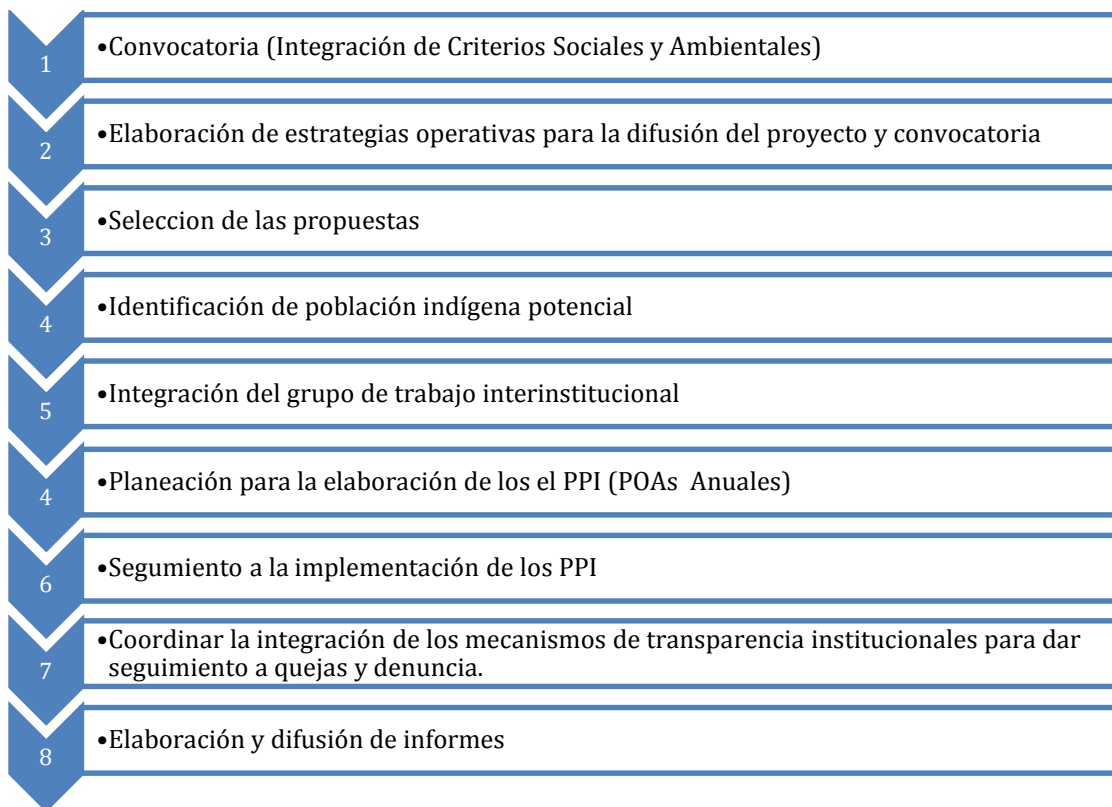 1
•Convocatoria (Integración de Criterios Sociales y Ambientales)
2
•Elaboración de estrategias operativas para la difusión del proyecto y convocatoria
3
•Seleccion de las propuestas
4
•Identificación de población indígena potencial
5
•Integración del grupo de trabajo interinstitucional
4
•Planeación para la elaboración de los el PPI (POAs  Anuales)
6
•Segumiento a la implementación de los PPI
7
•Coordinar la integración de los mecanismos de transparencia institucionales para dar
seguimiento a quejas y denuncia.
8
•Elaboración y difusión de informes